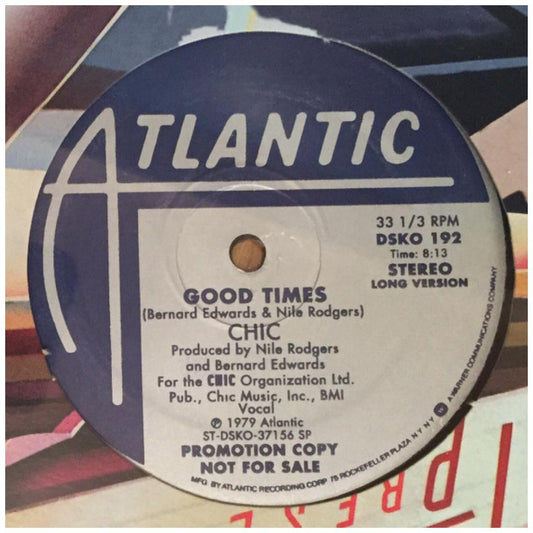 ATLANTIC
33 1/3 RPM
DSKO 192
Time: 8:13
STEREO
LONG VERSION
GOOD TIMES
(Bernard Edwards & Nile Rodgers)
CHIC
Produced by Nile Rodgers
and Bernard Edwards
For the CHIC Organization Ltd.
Pub., Chic Music, Inc., BMI
Vocal
℗ 1979 Atlantic
ST-DSKO-37156 SP
PROMOTION COPY
NOT FOR SALE
MFG BY ATLANTIC RECORDING CORP 75 ROCKEFELLER PLAZA N Y N Y W A WARNER COMMUNICATIONS COMPANY
PRESE